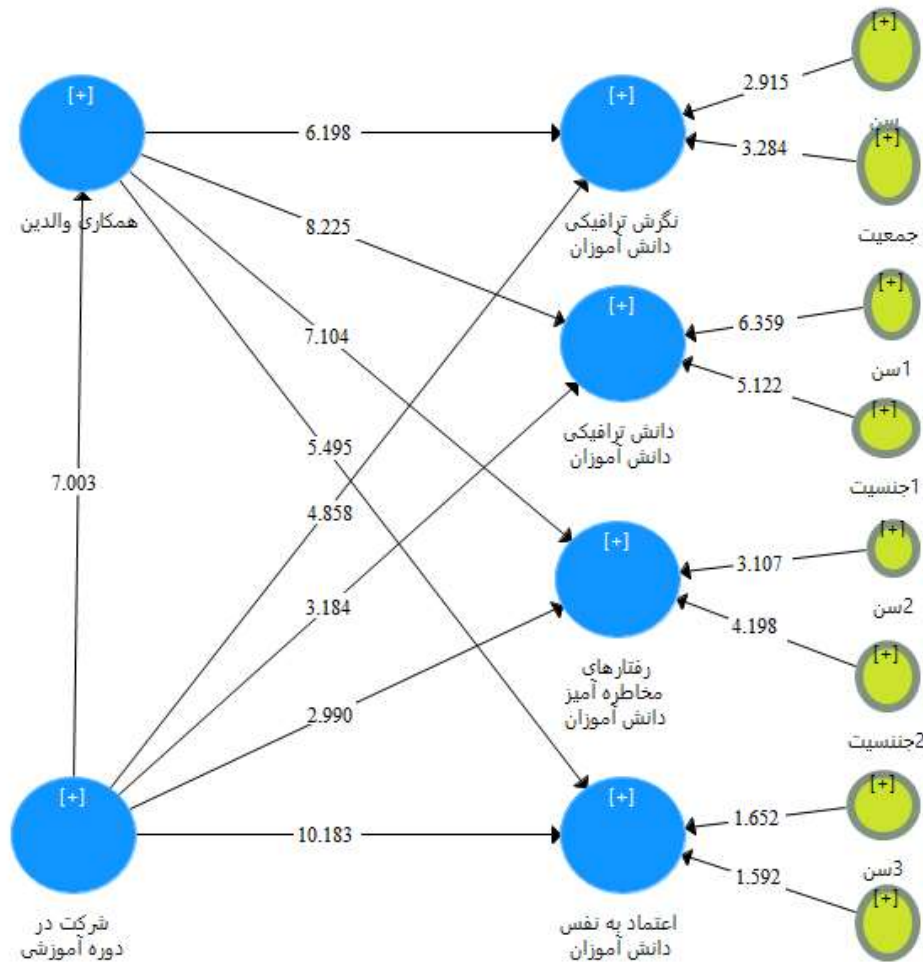 [+]
همکاری والدین
[+]
نگرش ترافیکی
دانش آموزان
[+]
دانش ترافیکی
دانش آموزان
[+]
رفتارهای
مخاطره آمیز
دانش آموزان
[+]
شرکت در
دوره آموزشی
[+]
اعتماد به نفس
دانش آموزان
[+]
سن
[+]
جمعیت
[+]
سن1
[+]
جنسیت1
[+]
سن2
[+]
جننسیت2
[+]
سن3
[+]
2.915
6.198
3.284
8.225
6.359
7.104
5.122
5.495
7.003
4.858
3.107
3.184
4.198
2.990
1.652
10.183
1.592